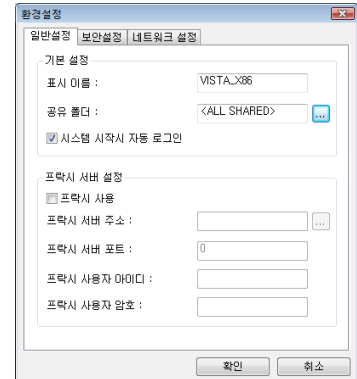 환경설정
일반설정 보안설정 네트워크 설정
기본 설정
표시 이름 : VISTA_X86
공유 폴더 : <ALL SHARED> ...
시스템 시작시 자동 로그인
프락시 서버 설정
프락시 사용
프락시 서버 주소 : ...
프락시 서버 포트 : 0
프락시 사용자 아이디 :
프락시 사용자 암호 :
확인 취소